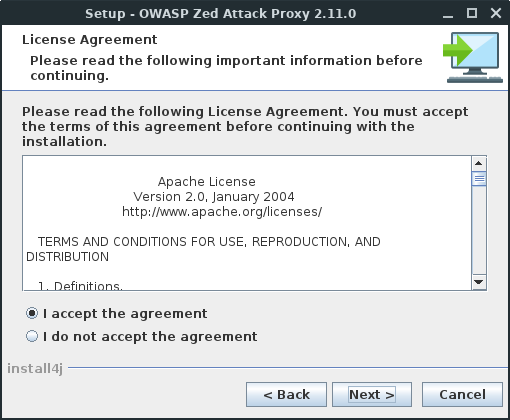 Setup - OWASP Zed Attack Proxy 2.11.0
License Agreement
Please read the following important information before
continuing.
Please read the following License Agreement. You must accept
the terms of this agreement before continuing with the
installation.
Apache License
Version 2.0, January 2004
http://www.apache.org/licenses/
TERMS AND CONDITIONS FOR USE, REPRODUCTION, AND
DISTRIBUTION
1. Definitions.
I accept the agreement
I do not accept the agreement
install4j
< Back
Next >
Cancel